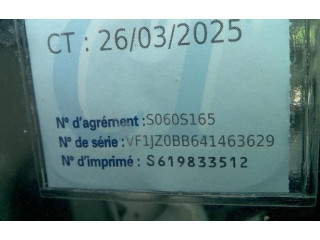 CT : 26/03/2025
N° d'agrément :S060S165
N° de série :VF1JZ0BB641463629
N° d'imprimé : S619833512